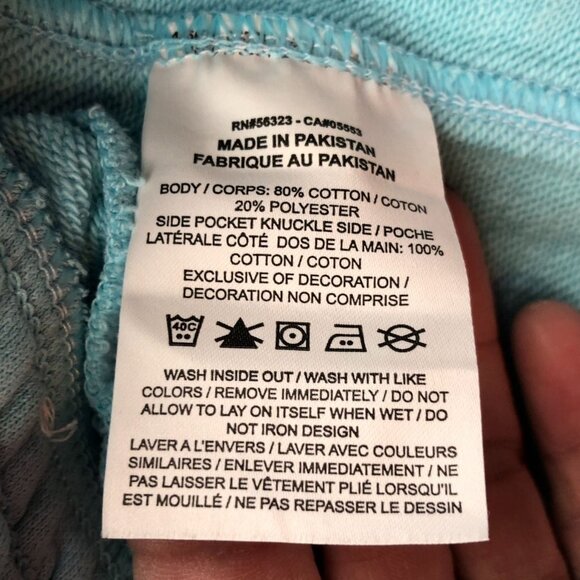 RN#56323 - CA#05553
MADE IN PAKISTAN
FABRIQUE AU PAKISTAN
BODY / CORPS: 80% COTTON / COTON
20% POLYESTER
SIDE POCKET KNUCKLE SIDE / POCHE
LATÉRALE CÔTÉ DOS DE LA MAIN: 100%
COTTON / COTON
EXCLUSIVE OF DECORATION /
DECORATION NON COMPRISE
40C
WASH INSIDE OUT / WASH WITH LIKE
COLORS / REMOVE IMMEDIATELY / DO NOT
ALLOW TO LAY ON ITSELF WHEN WET / DO
NOT IRON DESIGN
LAVER A L'ENVERS / LAVER AVEC COULEURS
SIMILAIRES / ENLEVER IMMEDIATEMENT / NE
PAS LAISSER LE VÊTEMENT PLIÉ LORSQU'IL
EST MOUILLÉ / NE PAS REPASSER LE DESSIN